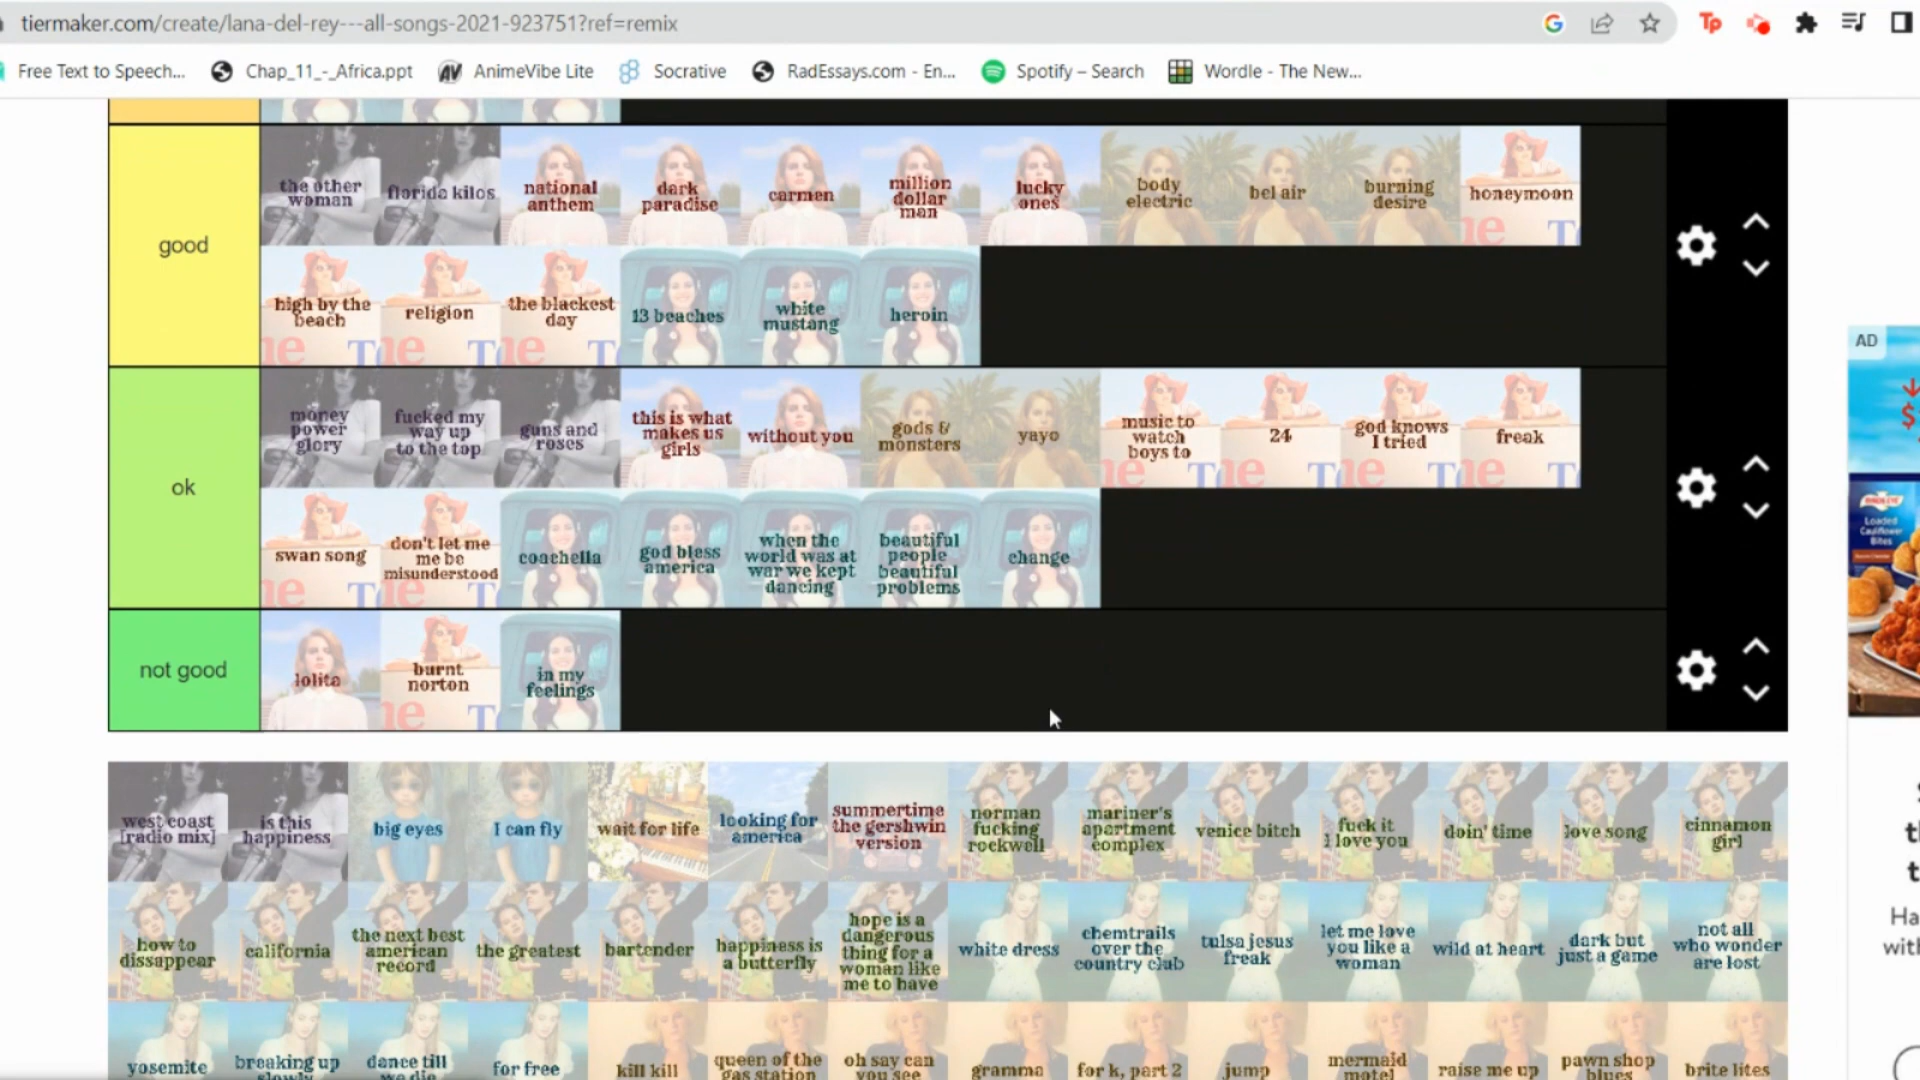 tiermaker.com/create/lana-del-rey---all-songs-2021-923751?ref=remix
Tp
Free Text to Speech...
Chap_11_-_Africa.ppt
AnimeVibe Lite
Socrative
RadEssays.com - En...
Spotify – Search
Wordle - The New...
good
the other
woman
florida kilos
national
anthem
dark
paradise
carmen
million
dollar
man
lucky
ones
body
electric
bel air
burning
desire
honeymoon
high by the
beach
religion
the blackest
day
13 beaches
white
mustang
heroin
AD
ok
money
power
glory
fucked my
way up
to the top
guns and
roses
this is what
makes us
girls
without you
gods &
monsters
yayo
music to
watch
boys to
24
god knows
I tried
freak
swan song
don't let me
me be
misunderstood
coachella
god bless
america
when the
world was at
war we kept
dancing
beautiful
people
beautiful
problems
change
Loaded
Cauliflower
Bites
not good
lolita
burnt
norton
in my
feelings
west coast
[radio mix]
is this
happiness
big eyes
I can fly
wait for life
looking for
america
summertime
the gershwin
version
norman
fucking
rockwell
mariner's
apartment
complex
venice bitch
fuck it
I love you
doin' time
love song
cinnamon
girl
how to
dissappear
california
the next best
american
record
the greatest
bartender
happiness is
a butterfly
hope is a
dangerous
thing for a
woman like
me to have
white dress
chemtrails
over the
country club
tulsa jesus
freak
let me love
you like a
woman
wild at heart
dark but
just a game
not all
who wonder
are lost
Ha
with
yosemite
breaking up
slowly
dance till
we die
for free
kill kill
queen of the
gas station
oh say can
you see
gramma
for k, part 2
jump
mermaid
motel
raise me up
pawn shop
blues
brite lites